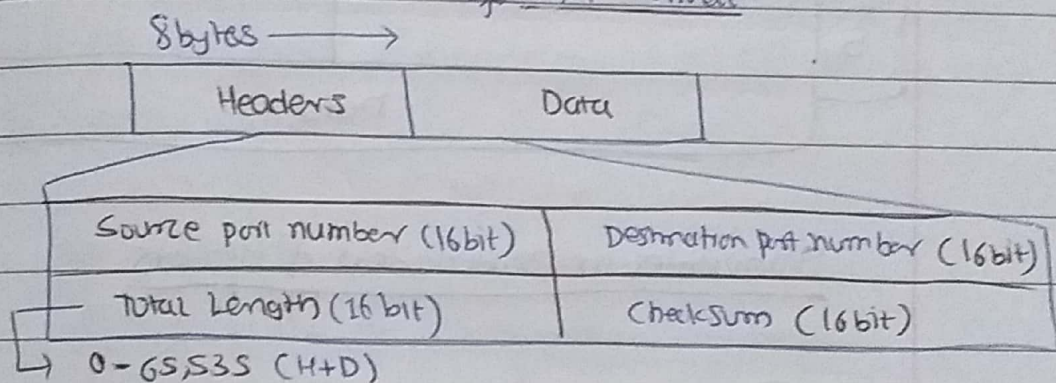 8bytes
Headers Data
Source port number (16bit) Destination port number (16bit)
Total Length (16 bit) Checksum (16bit)
0-65,535 (H+D)